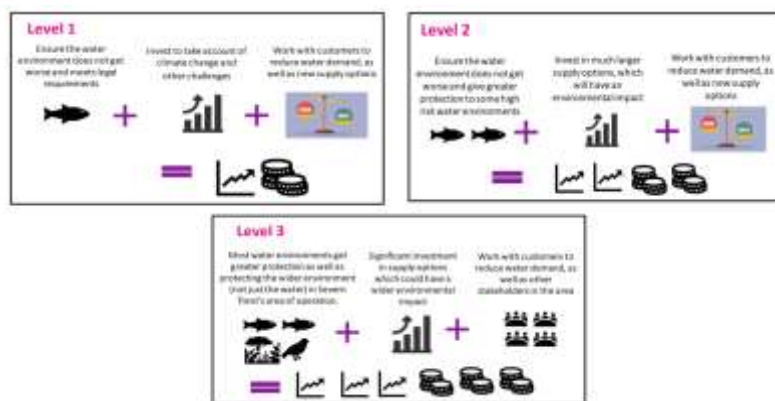 Level 1
Ensure the water
environment does not get
worse and meets legal
requirements
Invest to take account of
climate change and
other challenges
Work with customers to
reduce water demand, as
well as new supply options
Level 2
Ensure the water
environment does not get
worse and give greater
protection to some high
risk water environments
Invest in much larger
supply options, which
will have an
environmental impact
Work with customers to
reduce water demand, as
well as new supply
options
Level 3
Most water environments get
greater protection as well as
protecting the wider environment
(not just the water) in Severn
Trent's area of operation.
Significant investment
in supply options
which could have a
wider environmental
impact
Work with customers to
reduce water demand, as
well as other
stakeholders in the area